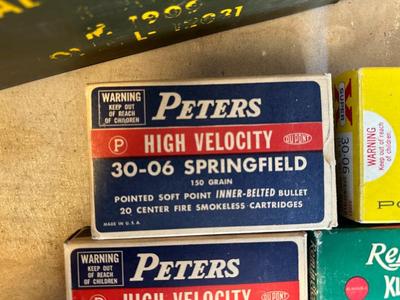 WARNING
KEEP OUT
OF REACH
OF CHILDREN
PETERS
P
HIGH VELOCITY
DU PONT
30-06 SPRINGFIELD
150 GRAIN
POINTED SOFT POINT INNER-BELTED BULLET
20 CENTER FIRE SMOKELESS CARTRIDGES
MADE IN U.S.A.
SUPER
30-06
WARNING
Keep out of reach
of children.
WARNING
KEEP OUT
OF REACH
OF CHILDREN
PETERS